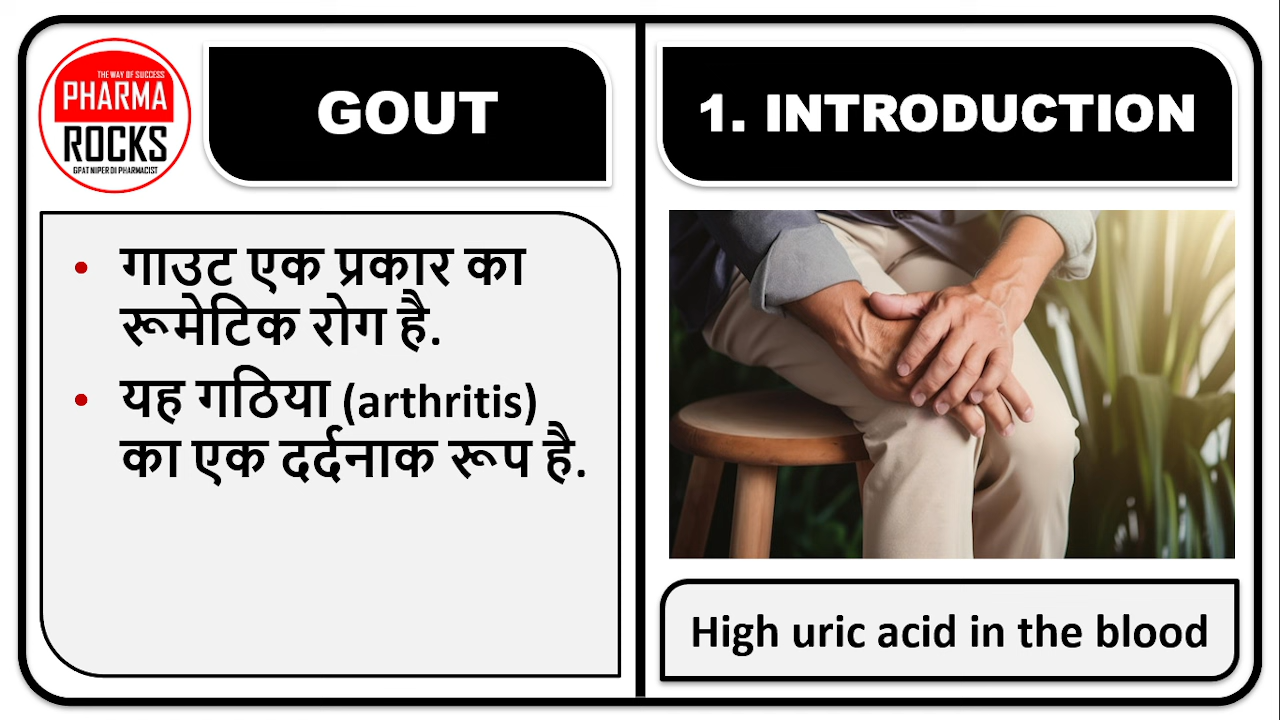 THE WAY OF SUCCESS
PHARMA
ROCKS
GPAT NIPER DI PHARMACIST
GOUT
• गाउट एक प्रकार का
रूमेटिक रोग है.
• यह गठिया (arthritis)
का एक दर्दनाक रूप है.
1. INTRODUCTION
High uric acid in the blood